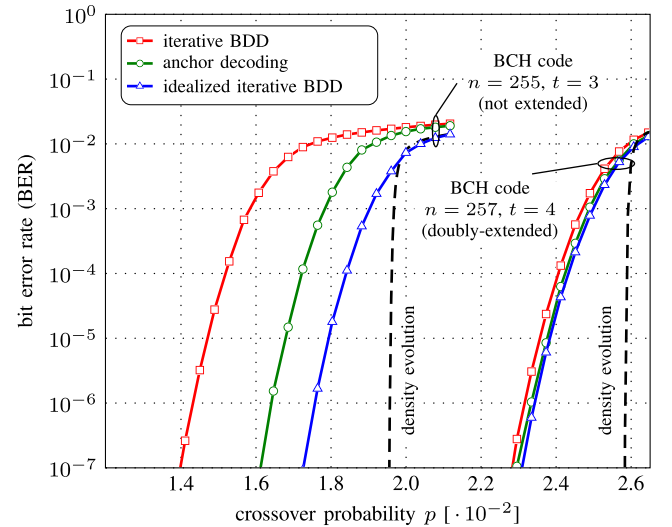 10⁰
10⁻¹
10⁻²
10⁻³
10⁻⁴
10⁻⁵
10⁻⁶
10⁻⁷
bit error rate (BER)
iterative BDD
anchor decoding
idealized iterative BDD
BCH code
n = 255, t = 3
(not extended)
BCH code
n = 257, t = 4
(doubly-extended)
density evolution
density evolution
1.4 1.6 1.8 2.0 2.2 2.4 2.6
crossover probability p [ · 10⁻²]